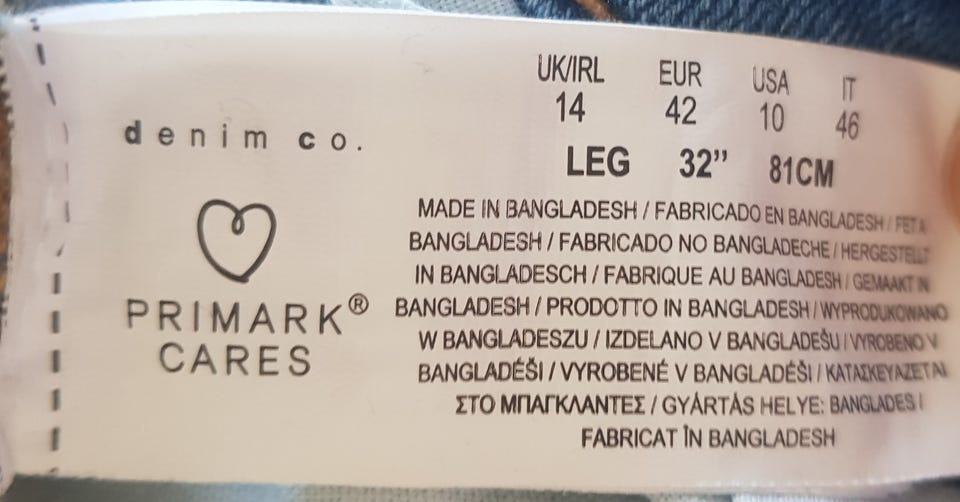 denim co.
PRIMARK®
CARES
UK/IRL EUR USA IT
14 42 10 46
LEG 32” 81CM
MADE IN BANGLADESH / FABRICADO EN BANGLADESH / FET A
BANGLADESH / FABRICADO NO BANGLADECHE / HERGESTELLT
IN BANGLADESCH / FABRIQUE AU BANGLADESH / GEMAAKT IN
BANGLADESH / PRODOTTO IN BANGLADESH / WYPRODUKOWANO
W BANGLADESZU / IZDELANO V BANGLADEŠU / VYROBENO V
BANGLADÉŠI / VYROBENÉ V BANGLADÉŠI / ΚΑΤΑΣΚΕΥΑΖΕΤΑΙ
ΣΤΟ ΜΠΑΓΚΛΑΝΤΕΣ / GYÁRTÁS HELYE: BANGLADES /
FABRICAT ÎN BANGLADESH